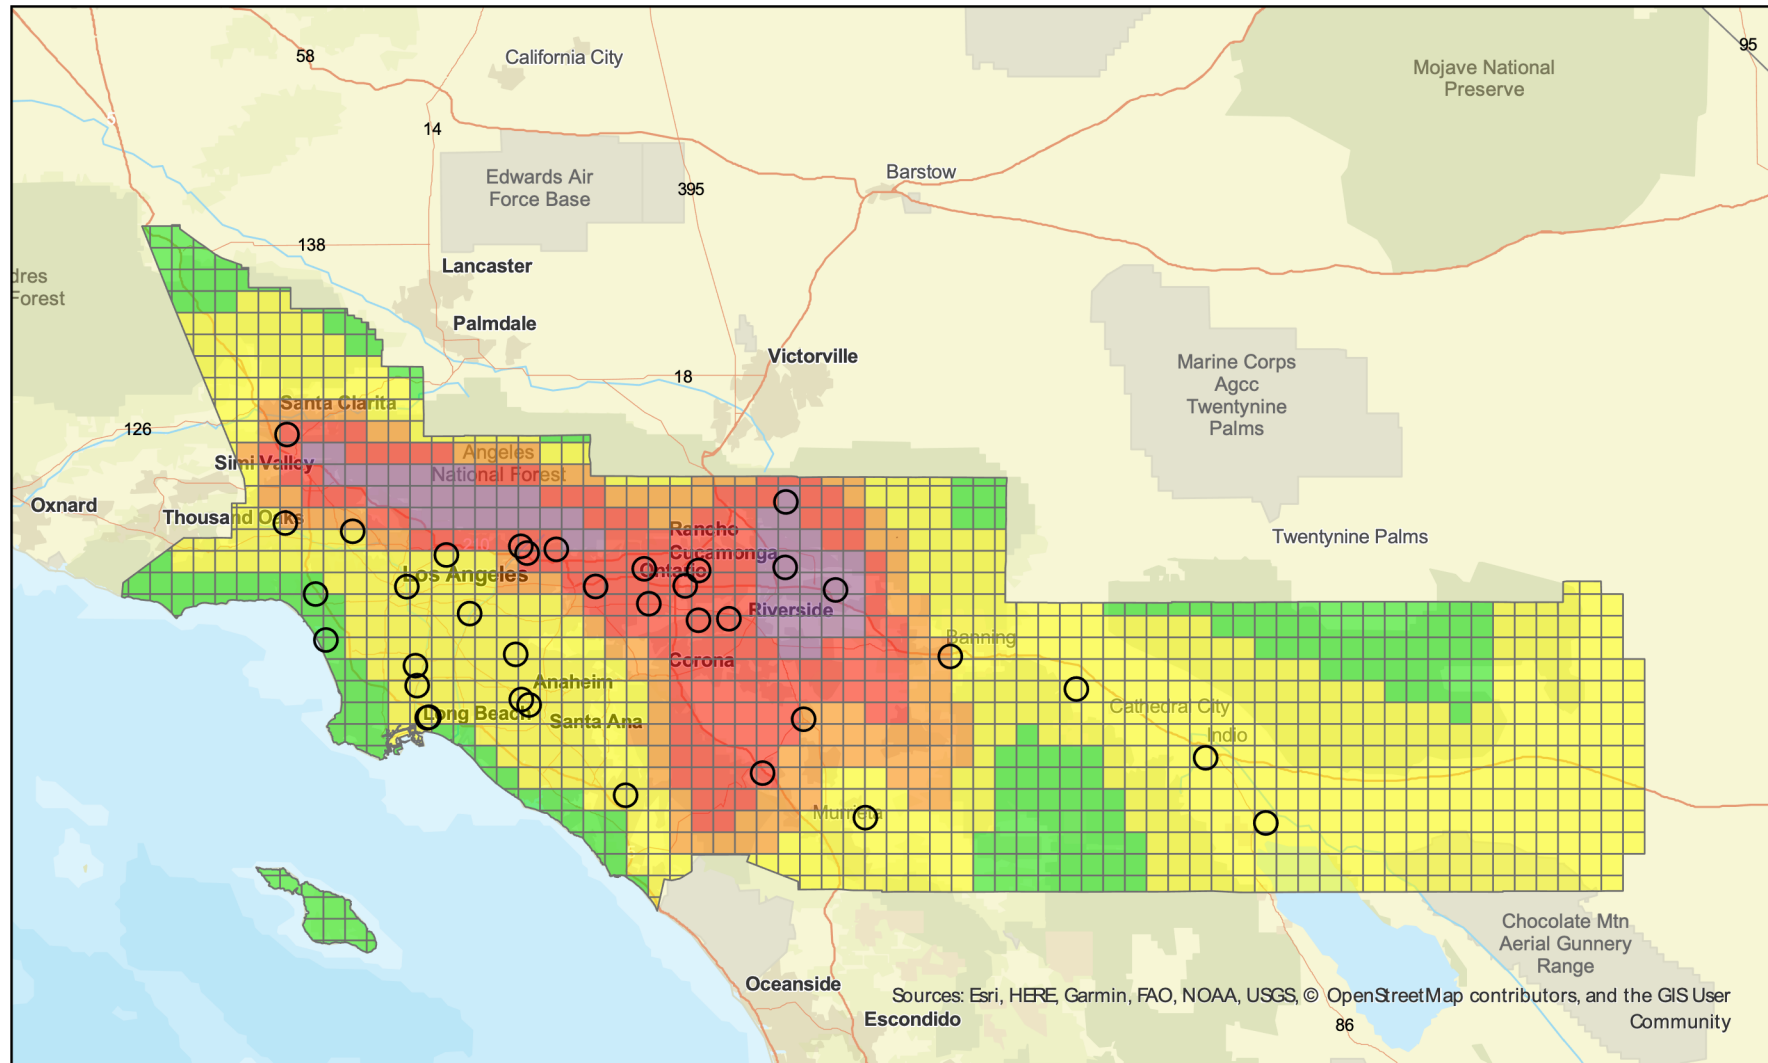 58
California City
95
Mojave National
Preserve
14
Edwards Air
Force Base
395
Barstow
138
Lancaster
dres
Forest
Palmdale
Victorville
18
Marine Corps
Agcc
Twentynine
Palms
Santa Clarita
126
Simi Valley
Angeles
National Forest
Oxnard
Thousand Oaks
Rancho
Cucamonga
Twentynine Palms
210
Ontario
Los Angeles
Riverside
Banning
Corona
Anaheim
Cathedral City
Long Beach
Santa Ana
Indio
Murrieta
Chocolate Mtn
Aerial Gunnery
Range
Oceanside
Sources: Esri, HERE, Garmin, FAO, NOAA, USGS, © OpenStreetMap contributors, and the GIS User
Community
Escondido
86